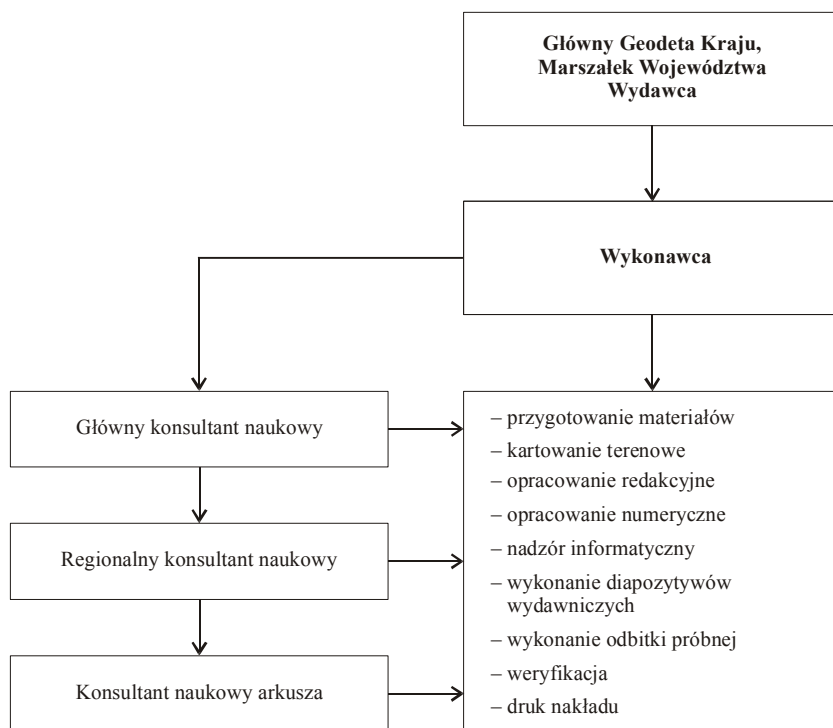 Główny Geodeta Kraju,
Marszałek Województwa
Wydawca
Wykonawca
Główny konsultant naukowy
Regionalny konsultant naukowy
Konsultant naukowy arkusza
– przygotowanie materiałów
– kartowanie terenowe
– opracowanie redakcyjne
– opracowanie numeryczne
– nadzór informatyczny
– wykonanie diapozytywów
wydawniczych
– wykonanie odbitki próbnej
– weryfikacja
– druk nakładu